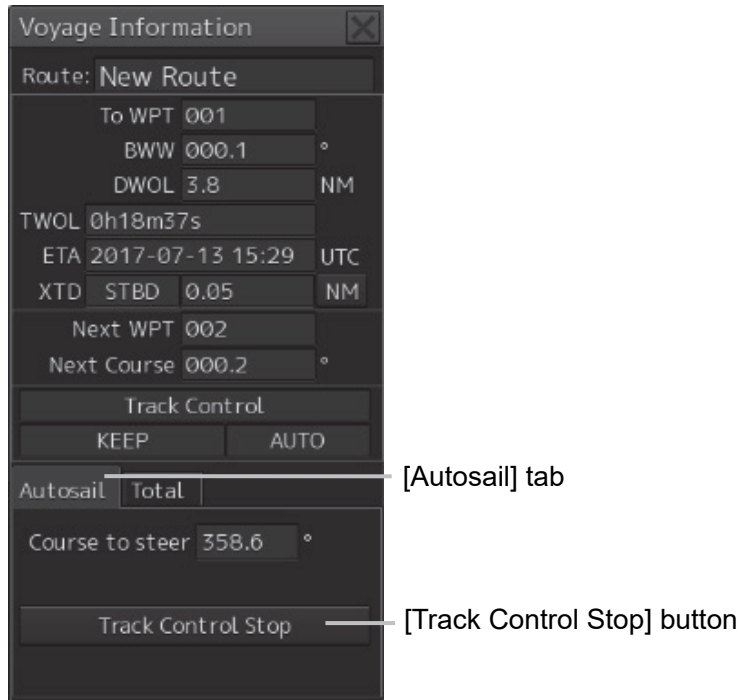 Voyage Information
Route: New Route
To WPT 001
BWW 000.1 °
DWOL 3.8 NM
TWOL 0h18m37s
ETA 2017-07-13 15:29 UTC
XTD STBD 0.05 NM
Next WPT 002
Next Course 000.2 °
Track Control
KEEP AUTO
Autosail Total [Autosail] tab
Course to steer 358.6 °
Track Control Stop [Track Control Stop] button